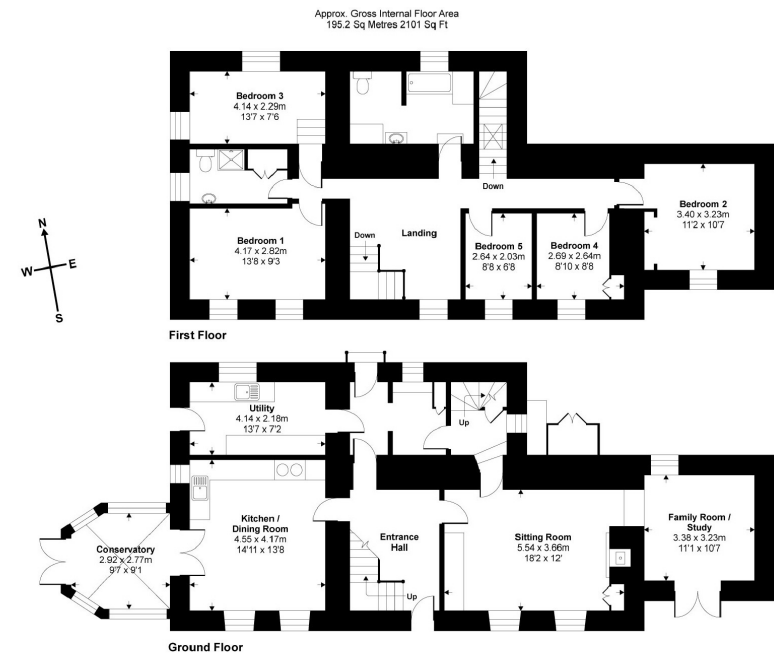 Approx. Gross Internal Floor Area
195.2 Sq Metres 2101 Sq Ft
Bedroom 3
4.14 x 2.29m
13'7 x 7'6
Down
Bedroom 2
3.40 x 3.23m
11'2 x 10'7
Bedroom 1
4.17 x 2.82m
13'8 x 9'3
Down
Landing
Bedroom 5
2.64 x 2.03m
8'8 x 6'8
Bedroom 4
2.69 x 2.64m
8'10 x 8'8
N
W
E
S
First Floor
Utility
4.14 x 2.18m
13'7 x 7'2
Up
Kitchen /
Dining Room
4.55 x 4.17m
14'11 x 13'8
Conservatory
2.92 x 2.77m
9'7 x 9'1
Entrance
Hall
Up
Sitting Room
5.54 x 3.66m
18'2 x 12'
Family Room /
Study
3.38 x 3.23m
11'1 x 10'7
Ground Floor